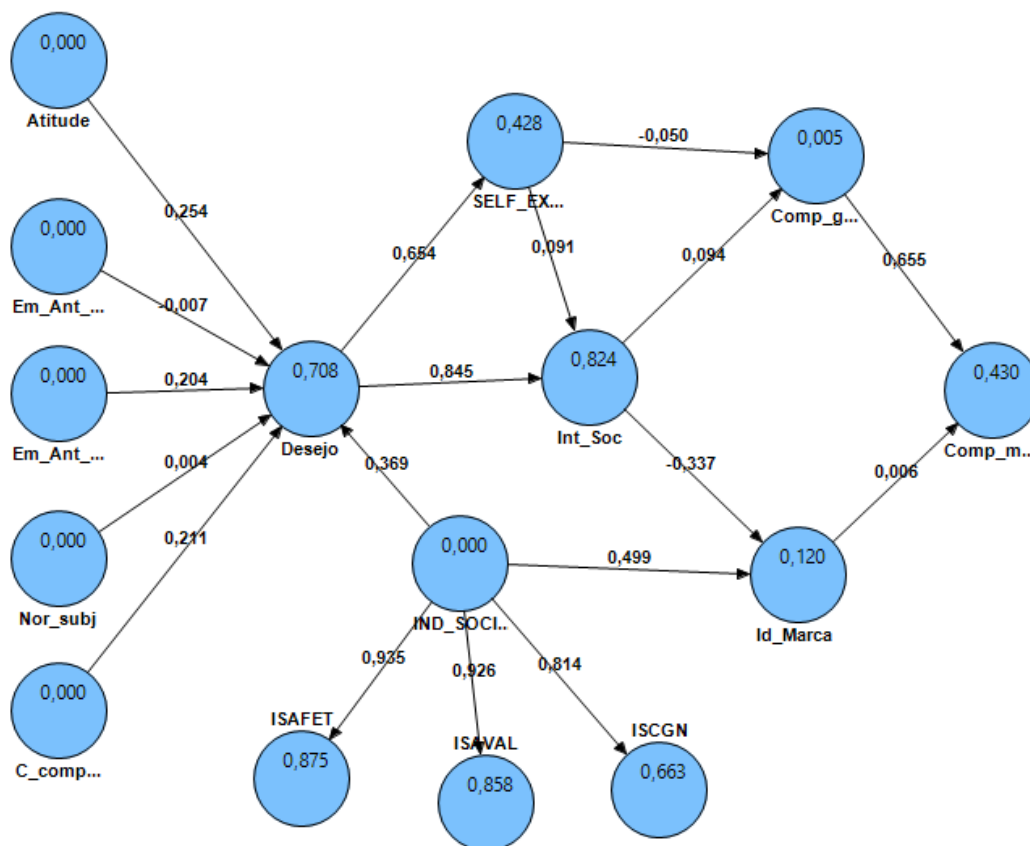 0,000
Atitude
0,254
0,428
SELF_EX...
-0,050
0,005
Comp_g...
0,000
Em_Ant_...
-0,007
0,654
0,091
0,094
0,655
0,000
Em_Ant_...
0,204
0,708
Desejo
0,845
0,824
Int_Soc
0,430
Comp_m...
0,004
0,369
-0,337
0,006
0,000
Nor_subj
0,211
0,000
IND_SOCI...
0,499
0,120
Id_Marca
0,000
C_comp...
0,935
0,926
0,814
ISAFET
0,875
ISAVAL
0,858
ISCGN
0,663